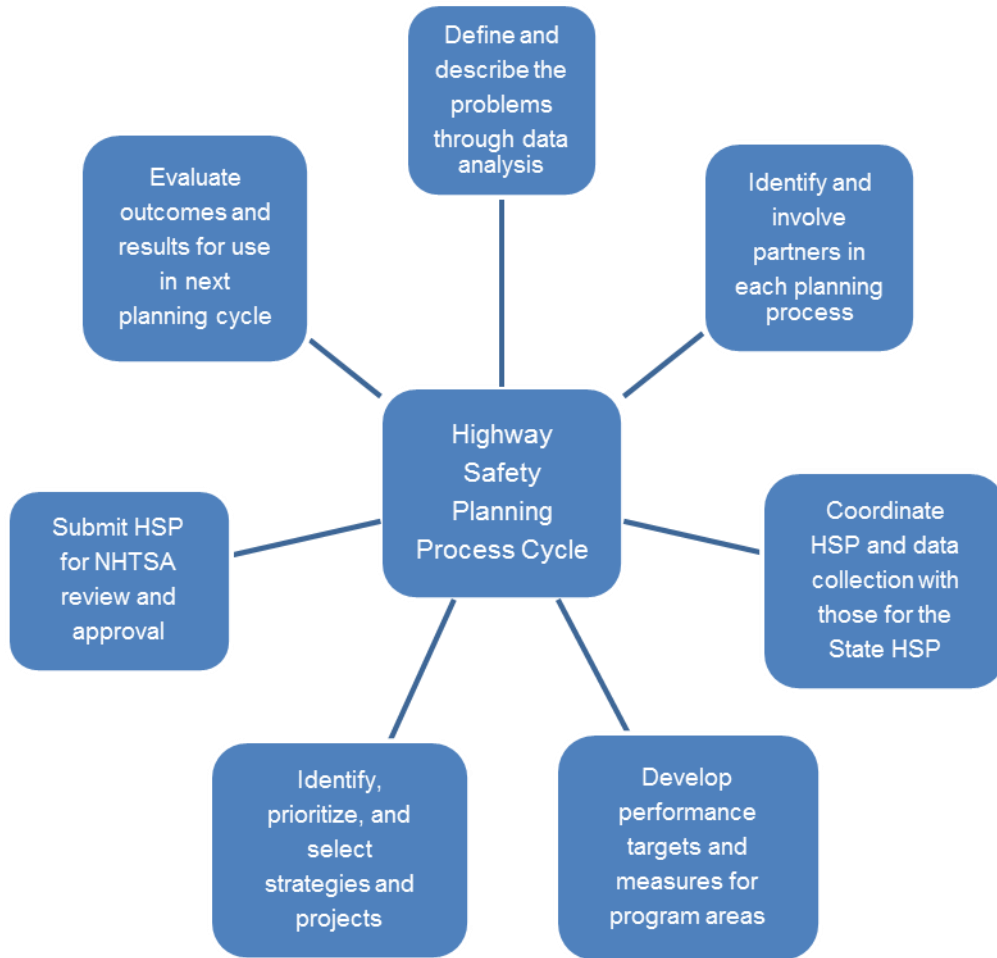 Define and
describe the
problems
through data
analysis
Identify and
involve
partners in
each planning
process
Coordinate
HSP and data
collection with
those for the
State HSP
Develop
performance
targets and
measures for
program areas
Identify,
prioritize, and
select
strategies and
projects
Submit HSP
for NHTSA
review and
approval
Evaluate
outcomes and
results for use
in next
planning cycle
Highway
Safety
Planning
Process Cycle